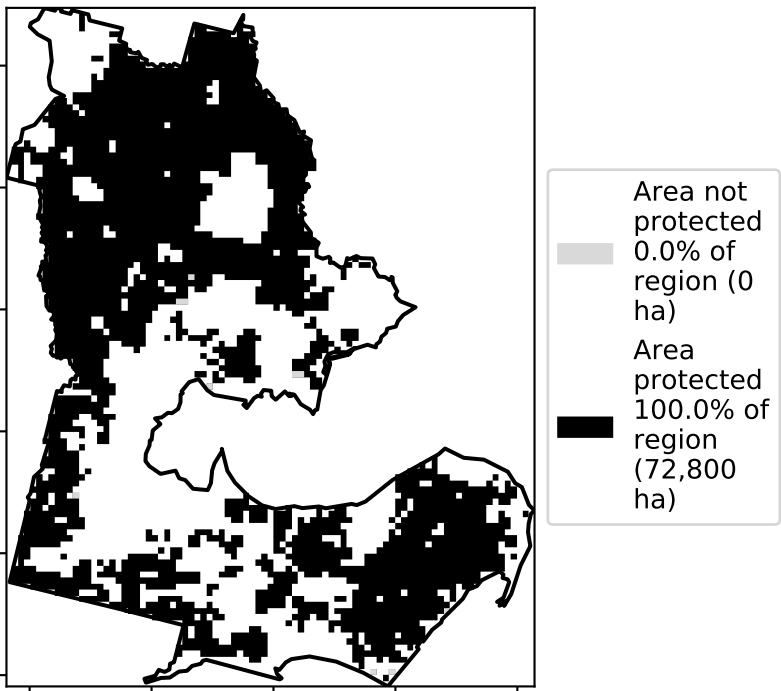 Area not
protected
0.0% of
region (0
ha)
Area
protected
100.0% of
region
(72,800
ha)